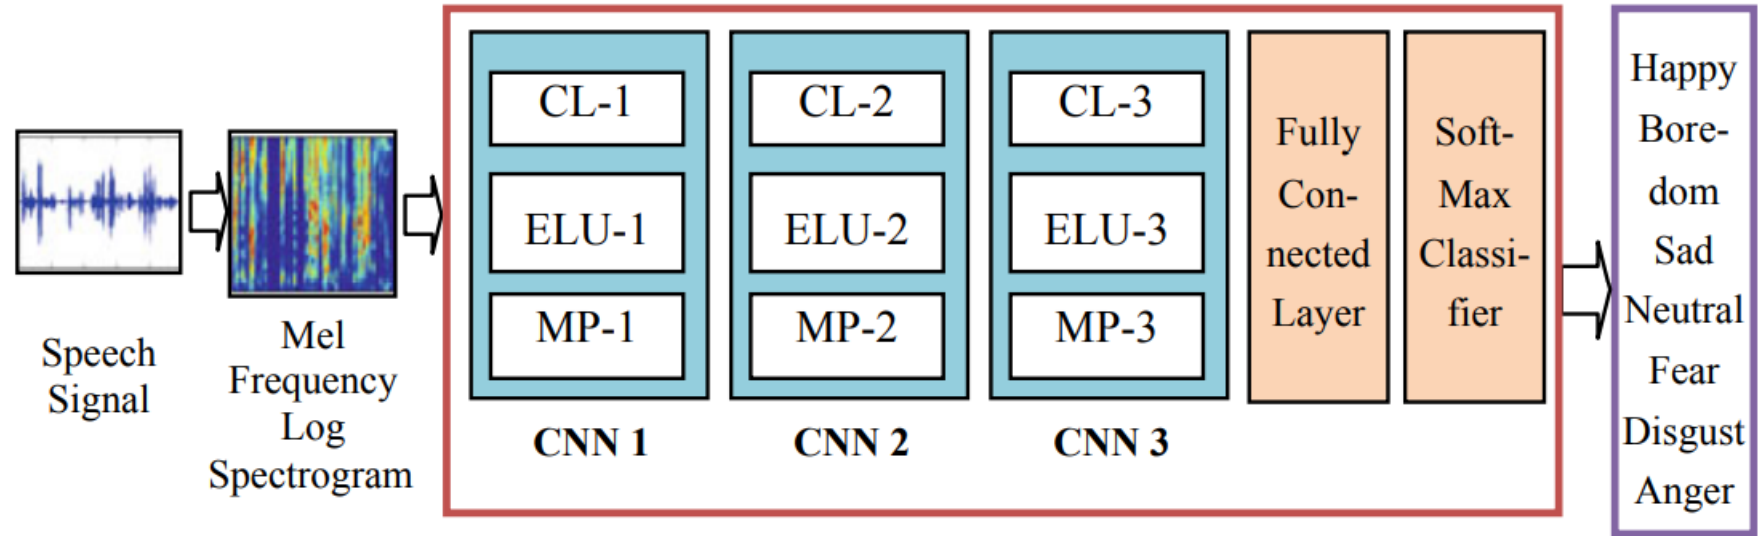 Speech
Signal
Mel
Frequency
Log
Spectrogram
CL-1
ELU-1
MP-1
CNN 1
CL-2
ELU-2
MP-2
CNN 2
CL-3
ELU-3
MP-3
CNN 3
Fully
Con-
nected
Layer
Soft-
Max
Classi-
fier
Happy
Bore-
dom
Sad
Neutral
Fear
Disgust
Anger